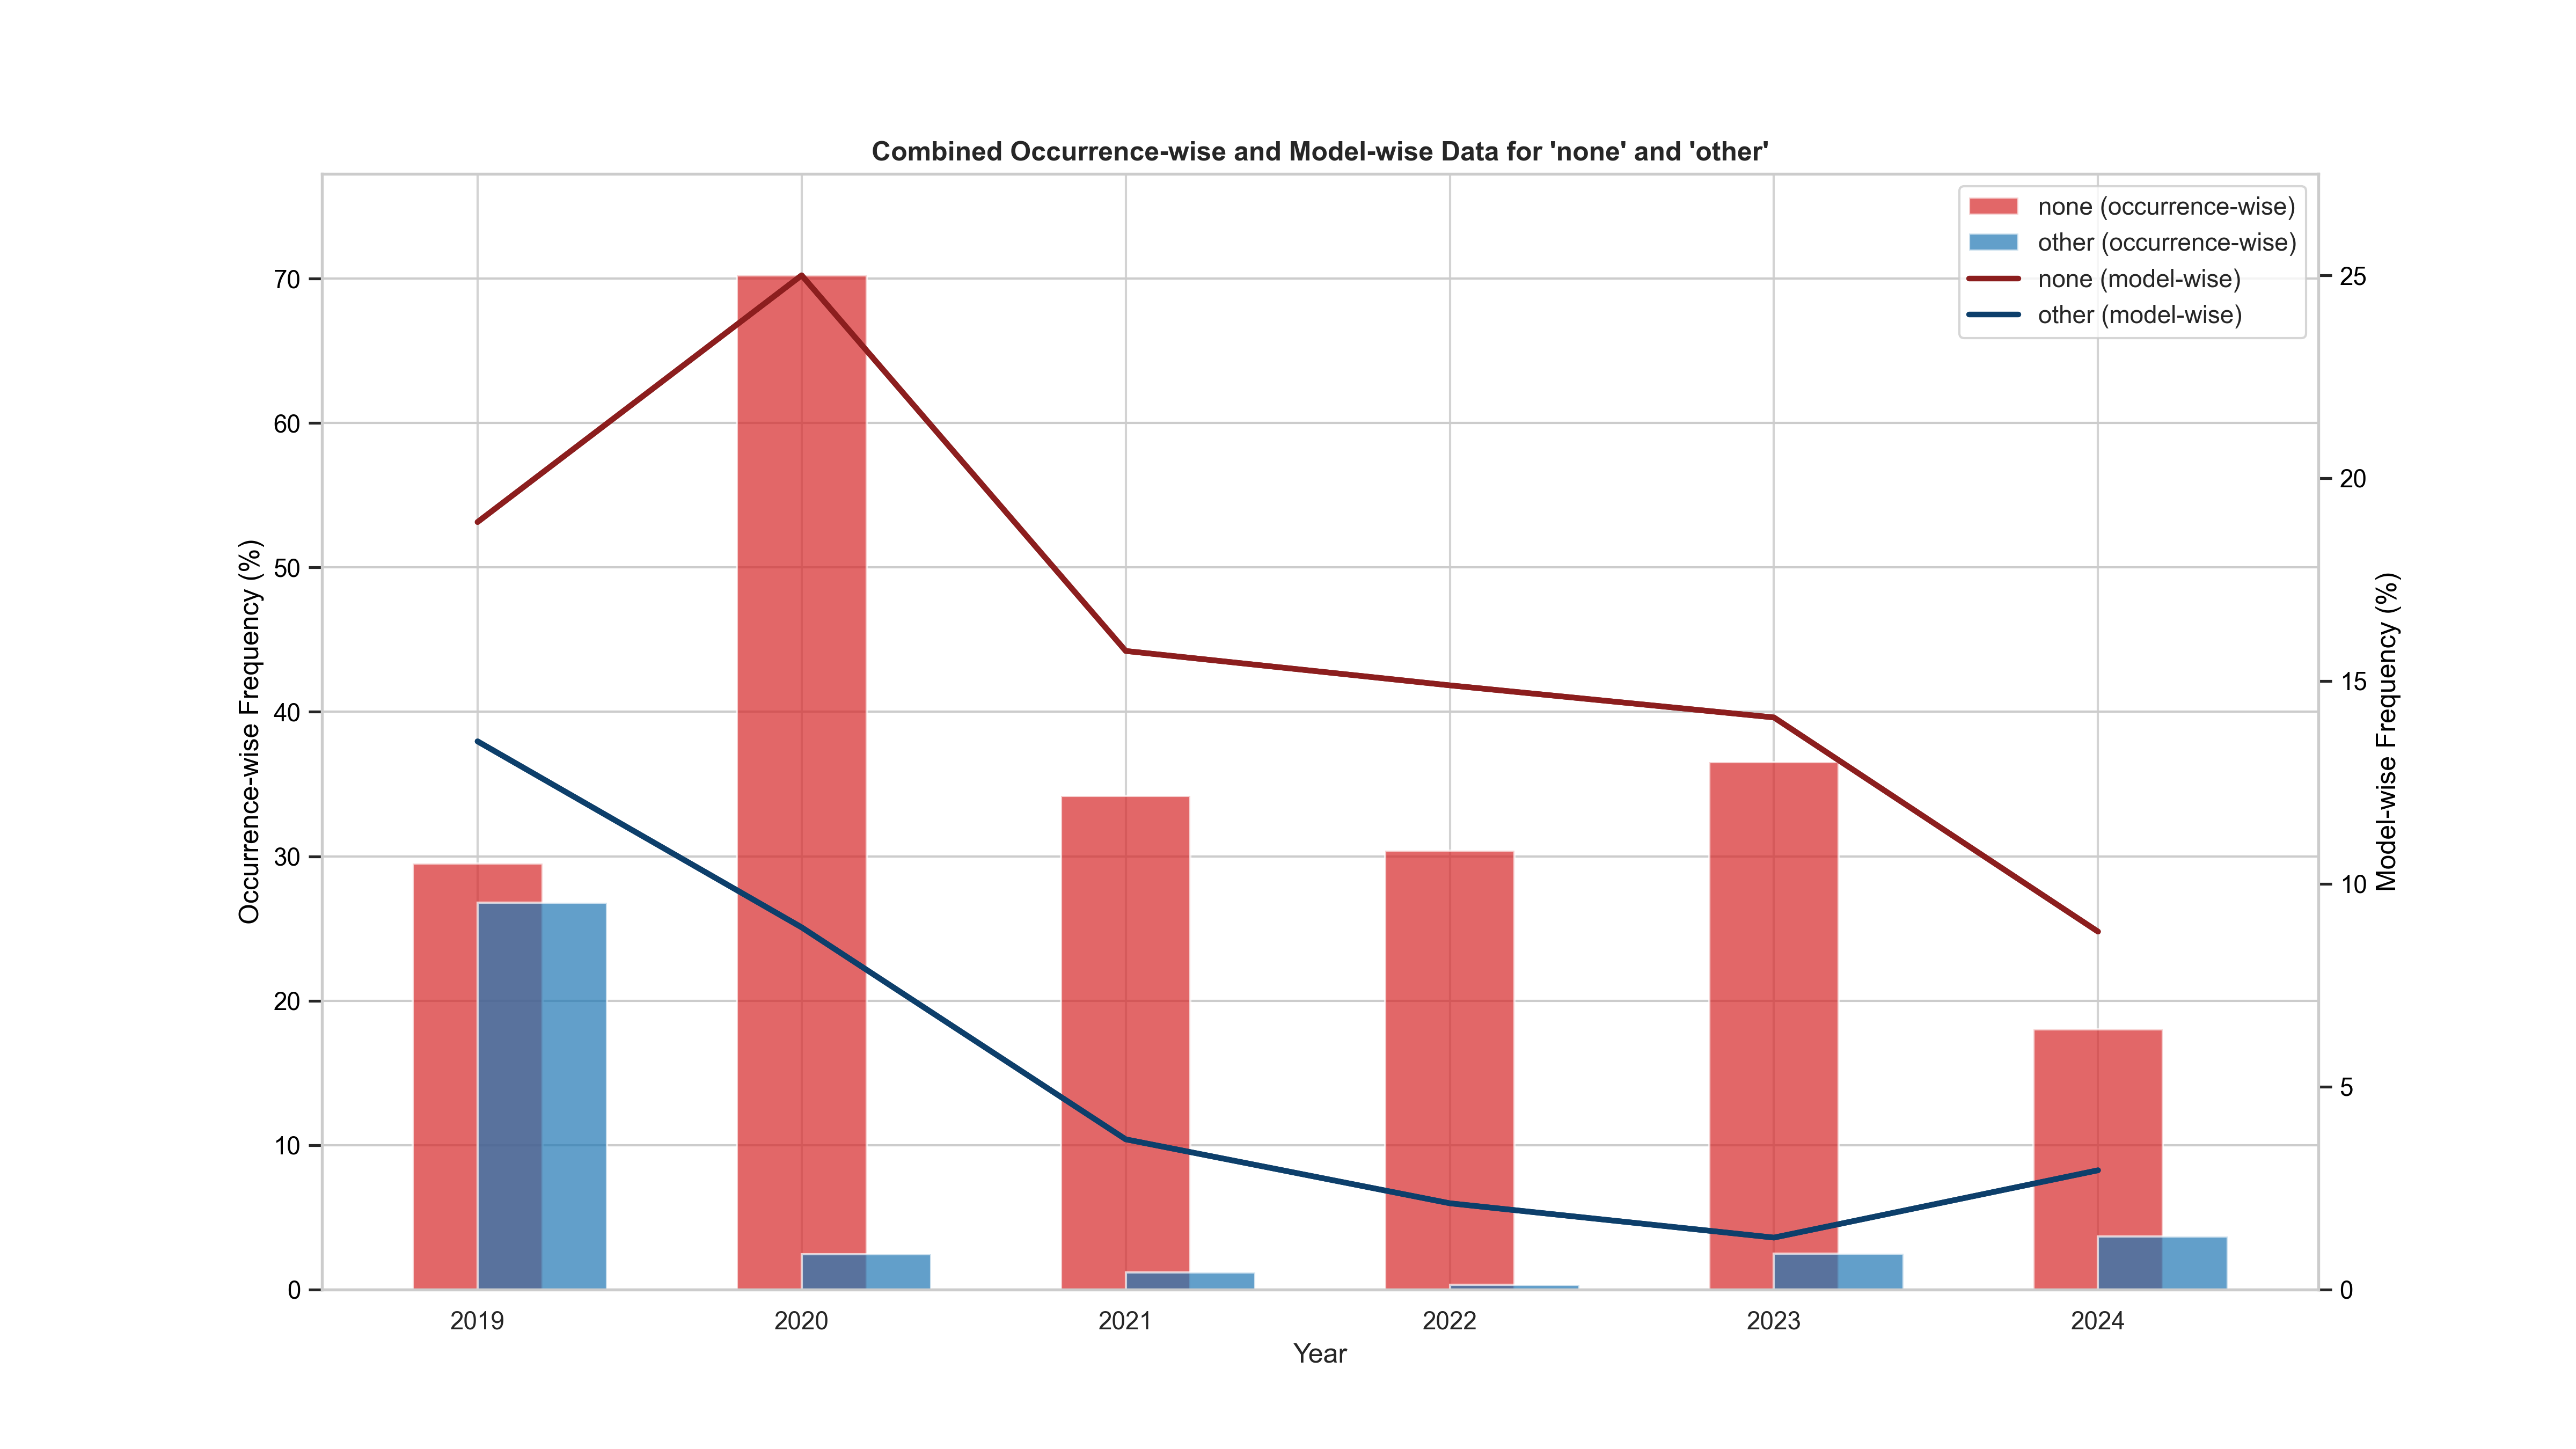 Combined Occurrence-wise and Model-wise Data for 'none' and 'other'
none (occurrence-wise)
other (occurrence-wise)
none (model-wise)
other (model-wise)
Occurrence-wise Frequency (%)
70
60
50
40
30
20
10
0
25
20
15
10
5
0
Model-wise Frequency (%)
2019 2020 2021 2022 2023 2024
Year